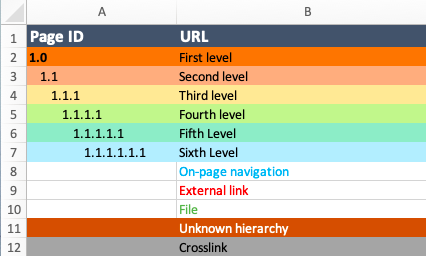 A B
1 Page ID URL
2 1.0 First level
3 1.1 Second level
4 1.1.1 Third level
5 1.1.1.1 Fourth level
6 1.1.1.1.1 Fifth Level
7 1.1.1.1.1.1 Sixth Level
8 On-page navigation
9 External link
10 File
11 Unknown hierarchy
12 Crosslink